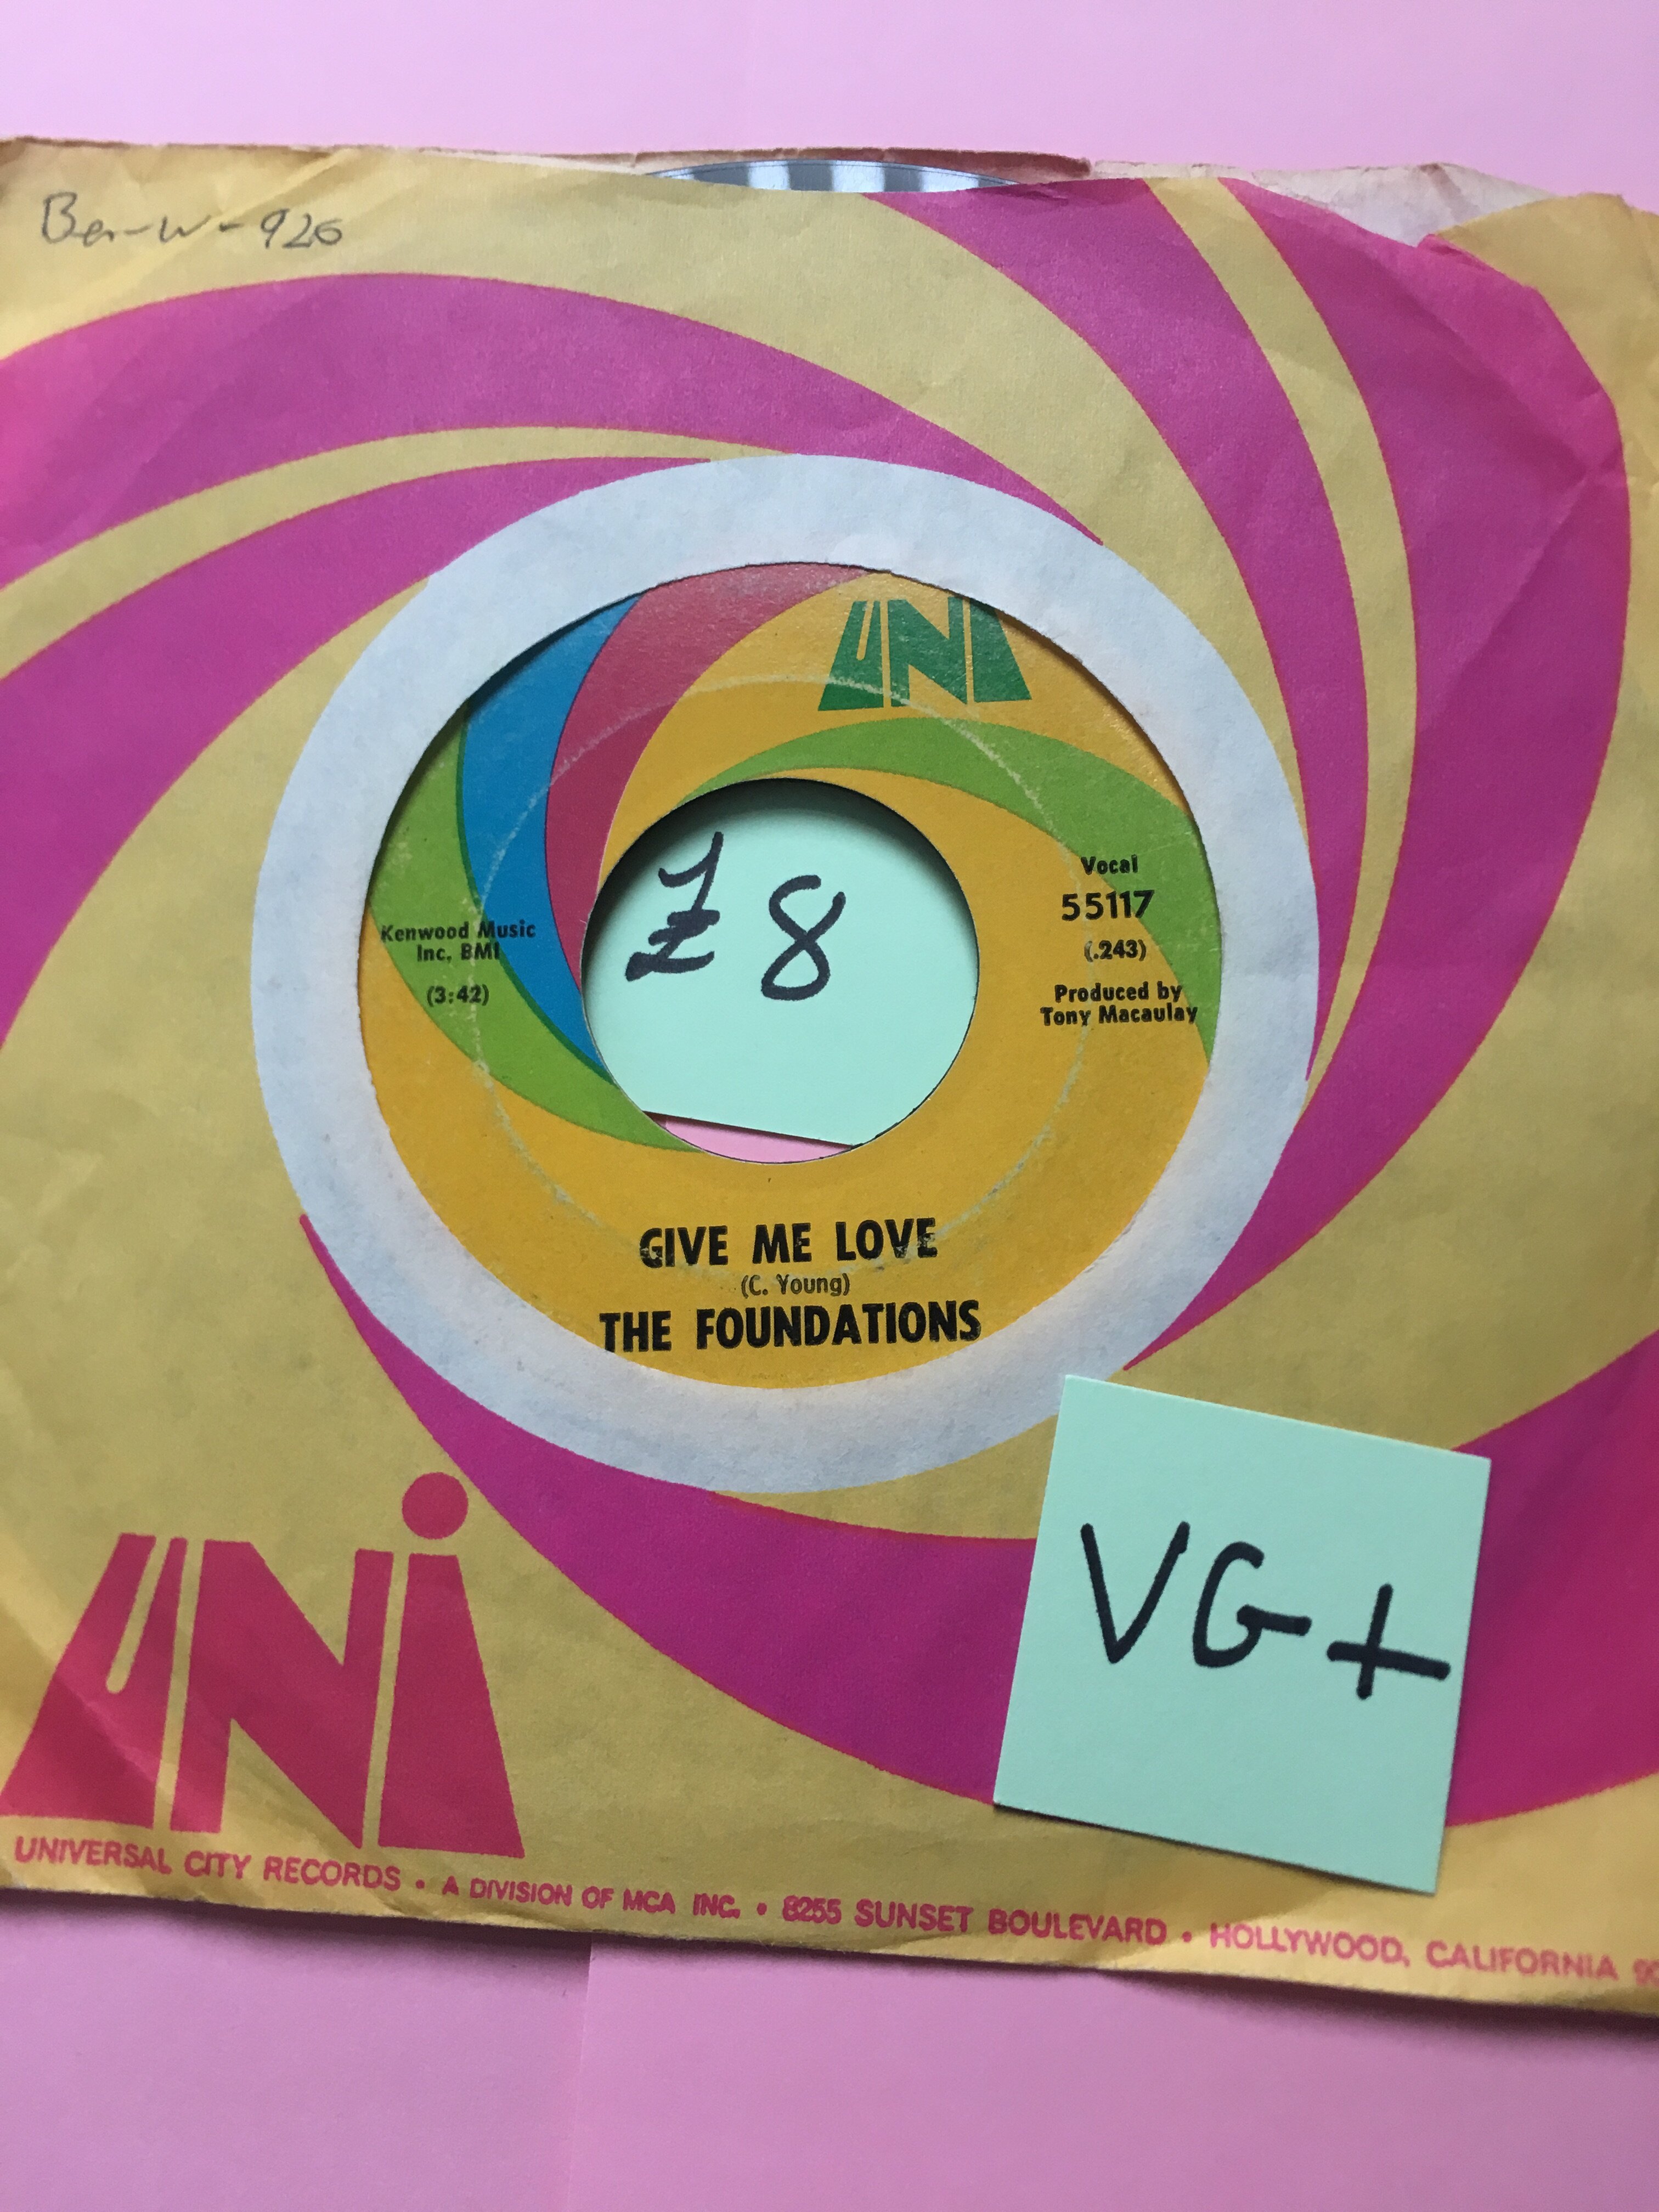 Ben-W-926
UNI
Vocal
55117
(.243)
Produced by
Tony Macaulay
Kenwood Music
Inc. BMI
(3:42)
Z 8
GIVE ME LOVE
(C. Young)
THE FOUNDATIONS
VG+
UNI
UNIVERSAL CITY RECORDS • A DIVISION OF MCA INC. • 8255 SUNSET BOULEVARD • HOLLYWOOD, CALIFORNIA